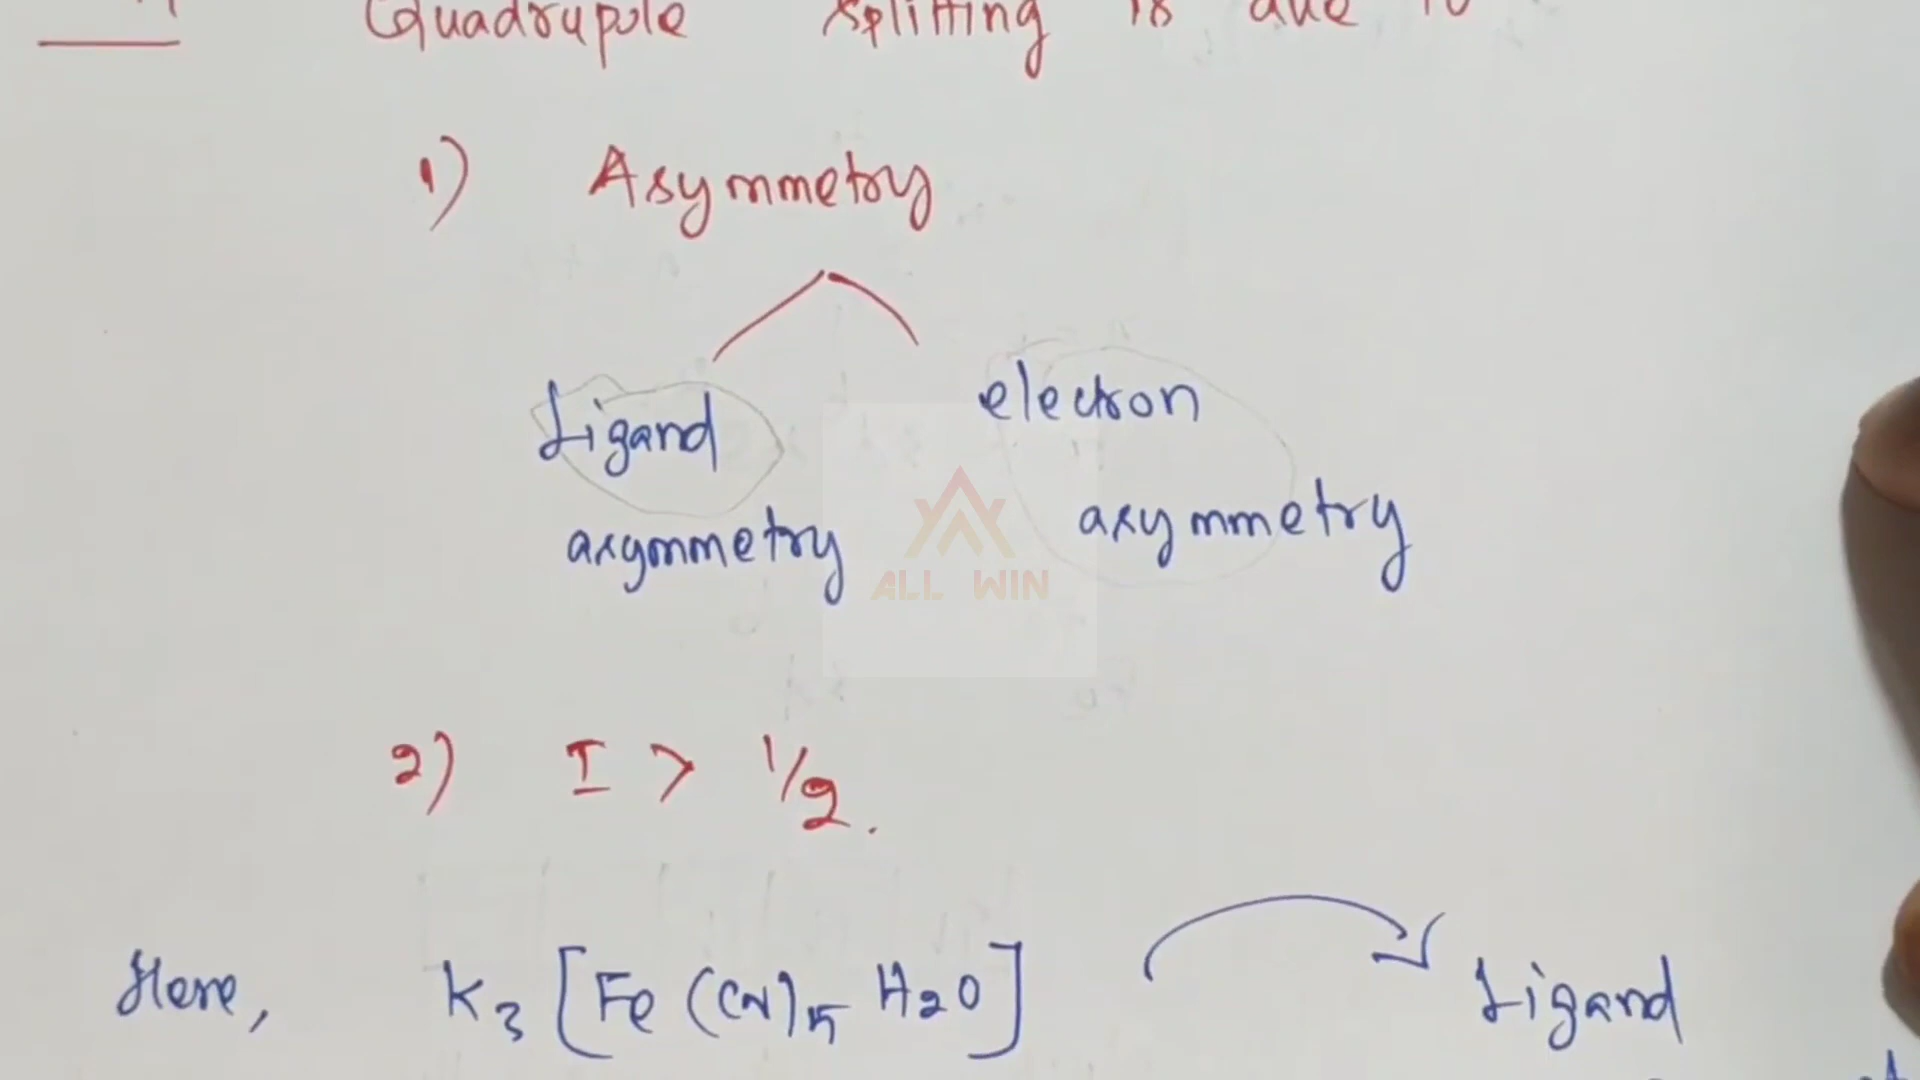 Quadrupole splitting is due to
1) Asymmetry
Ligand
asymmetry
electron
asymmetry
ALL WIN
2) I > 1/2.
Here, K3 [Fe (CN)5 H2O]
Ligand